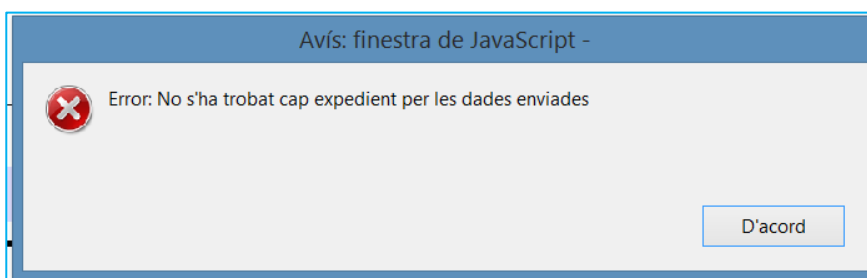 Avís: finestra de JavaScript -
Error: No s'ha trobat cap expedient per les dades enviades
D'acord